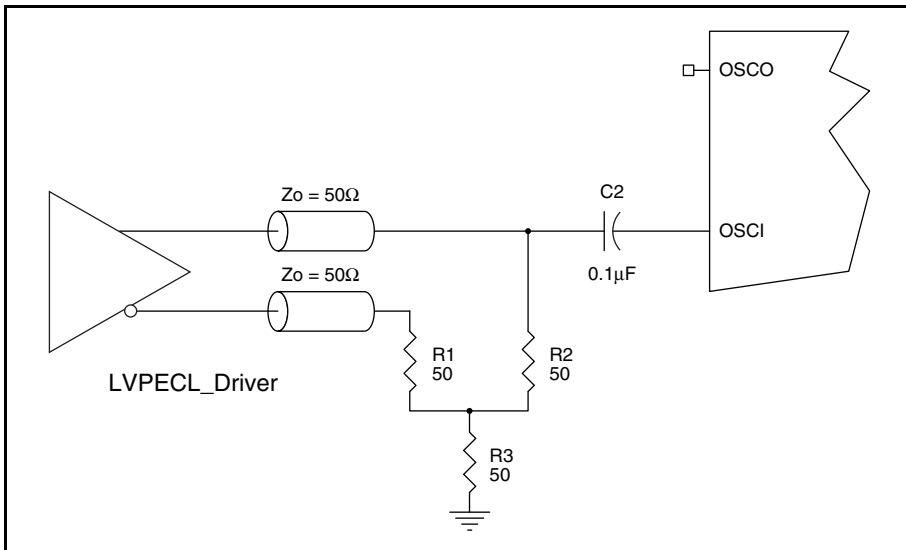 OSCO
Zo = 50Ω
C2
OSCI
0.1μF
Zo = 50Ω
R1
50
R2
50
LVPECL_Driver
R3
50